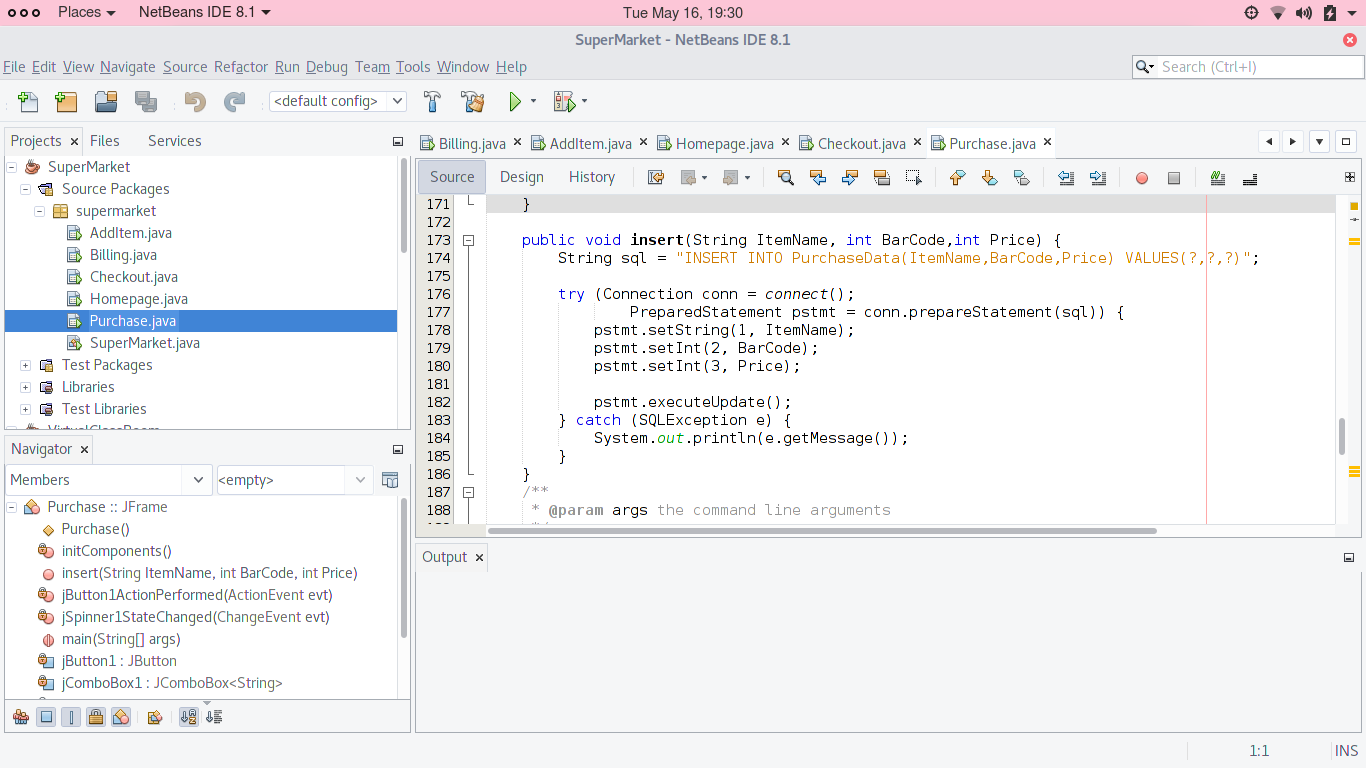 Places NetBeans IDE 8.1 Tue May 16, 19:30
SuperMarket - NetBeans IDE 8.1
File Edit View Navigate Source Refactor Run Debug Team Tools Window Help
Search (Ctrl+I)
<default config>
Projects Files Services
SuperMarket
Source Packages
supermarket
AddItem.java
Billing.java
Checkout.java
Homepage.java
Purchase.java
SuperMarket.java
Test Packages
Libraries
Test Libraries
Navigator
Members <empty>
Purchase :: JFrame
Purchase()
initComponents()
insert(String ItemName, int BarCode, int Price)
jButton1ActionPerformed(ActionEvent evt)
jSpinner1StateChanged(ChangeEvent evt)
main(String[] args)
jButton1 : JButton
jComboBox1 : JComboBox<String>
Billing.java AddItem.java Homepage.java Checkout.java Purchase.java
Source Design History
171 }
172
173 public void insert(String ItemName, int BarCode,int Price) {
174 String sql = "INSERT INTO PurchaseData(ItemName,BarCode,Price) VALUES(?,?,?)";
175
176 try (Connection conn = connect();
177 PreparedStatement pstmt = conn.prepareStatement(sql)) {
178 pstmt.setString(1, ItemName);
179 pstmt.setInt(2, BarCode);
180 pstmt.setInt(3, Price);
181
182 pstmt.executeUpdate();
183 } catch (SQLException e) {
184 System.out.println(e.getMessage());
185 }
186 }
187 /**
188 * @param args the command line arguments
Output
1:1 INS